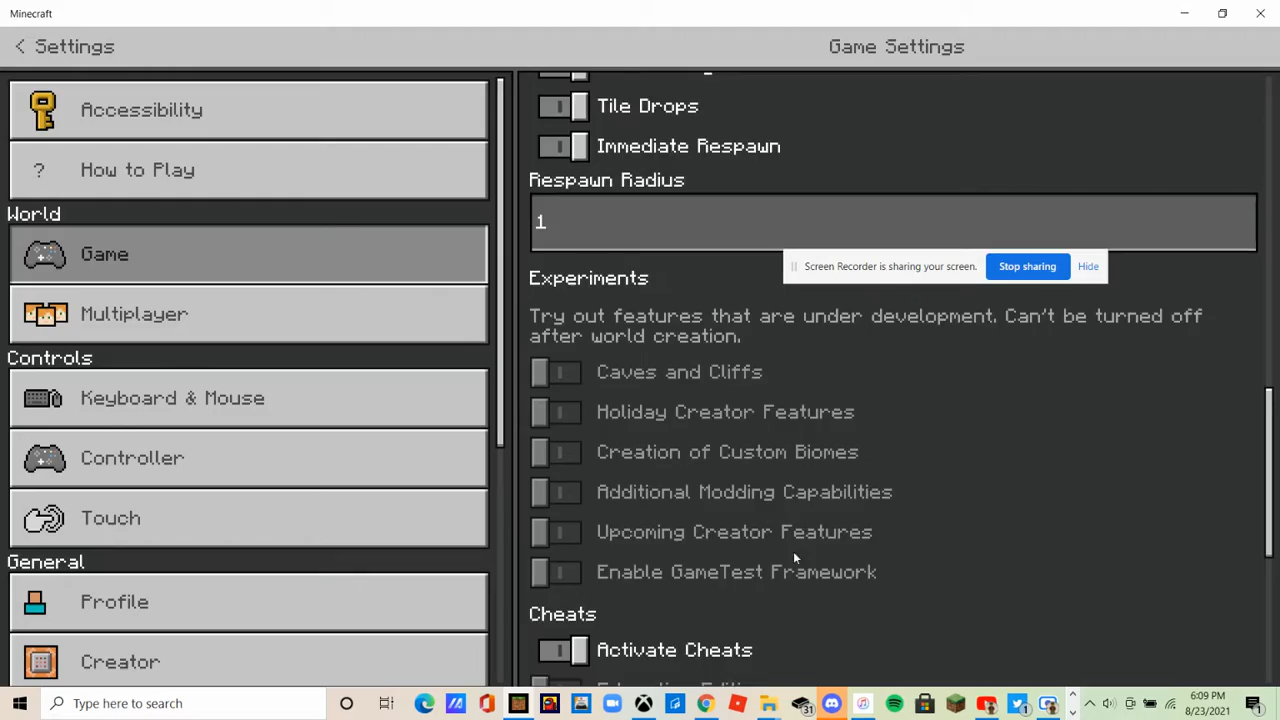 Minecraft
Settings
Game Settings
Accessibility
? How to Play
World
Game
Multiplayer
Controls
Keyboard & Mouse
Controller
Touch
General
Profile
Creator
Tile Drops
Immediate Respawn
Respawn Radius
1
Screen Recorder is sharing your screen. Stop sharing Hide
Experiments
Try out features that are under development. Can't be turned off
after world creation.
Caves and Cliffs
Holiday Creator Features
Creation of Custom Biomes
Additional Modding Capabilities
Upcoming Creator Features
Enable GameTest Framework
Cheats
Activate Cheats
Type here to search
31
1
6:09 PM
8/23/2021
1